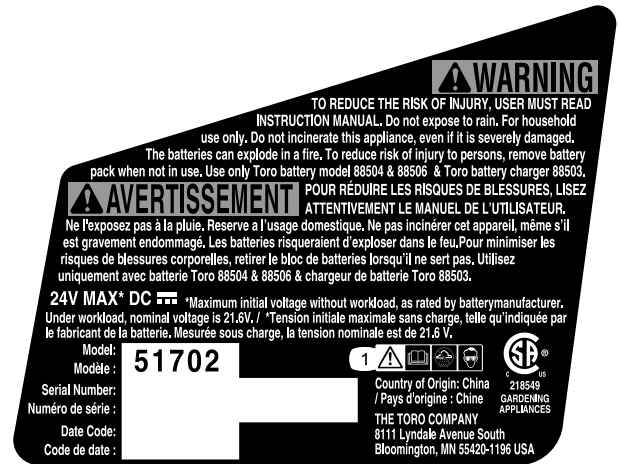 WARNING
TO REDUCE THE RISK OF INJURY, USER MUST READ
INSTRUCTION MANUAL. Do not expose to rain. For household
use only. Do not incinerate this appliance, even if it is severely damaged.
The batteries can explode in a fire. To reduce risk of injury to persons, remove battery
pack when not in use. Use only Toro battery model 88504 & 88506 & Toro battery charger 88503.
AVERTISSEMENT
POUR RÉDUIRE LES RISQUES DE BLESSURES, LISEZ
ATTENTIVEMENT LE MANUEL DE L'UTILISATEUR.
Ne l'exposez pas à la pluie. Reserve a l'usage domestique. Ne pas incinérer cet appareil, même s'il
est gravement endommagé. Les batteries risqueraient d'exploser dans le feu.Pour minimiser les
risques de blessures corporelles, retirer le bloc de batteries lorsqu'il ne sert pas. Utilisez
uniquement avec batterie Toro 88504 & 88506 & chargeur de batterie Toro 88503.
24V MAX* DC *Maximum initial voltage without workload, as rated by batterymanufacturer.
Under workload, nominal voltage is 21.6V. / *Tension initiale maximale sans charge, telle qu'indiquée par
le fabricant de la batterie. Mesurée sous charge, la tension nominale est de 21.6 V.
Model:
Modèle :
51702
Serial Number:
Numéro de série :
Date Code:
Code de date :
1
Country of Origin: China
/ Pays d'origine : Chine
THE TORO COMPANY
8111 Lyndale Avenue South
Bloomington, MN 55420-1196 USA
SA ®
C US
218549
GARDENING
APPLIANCES